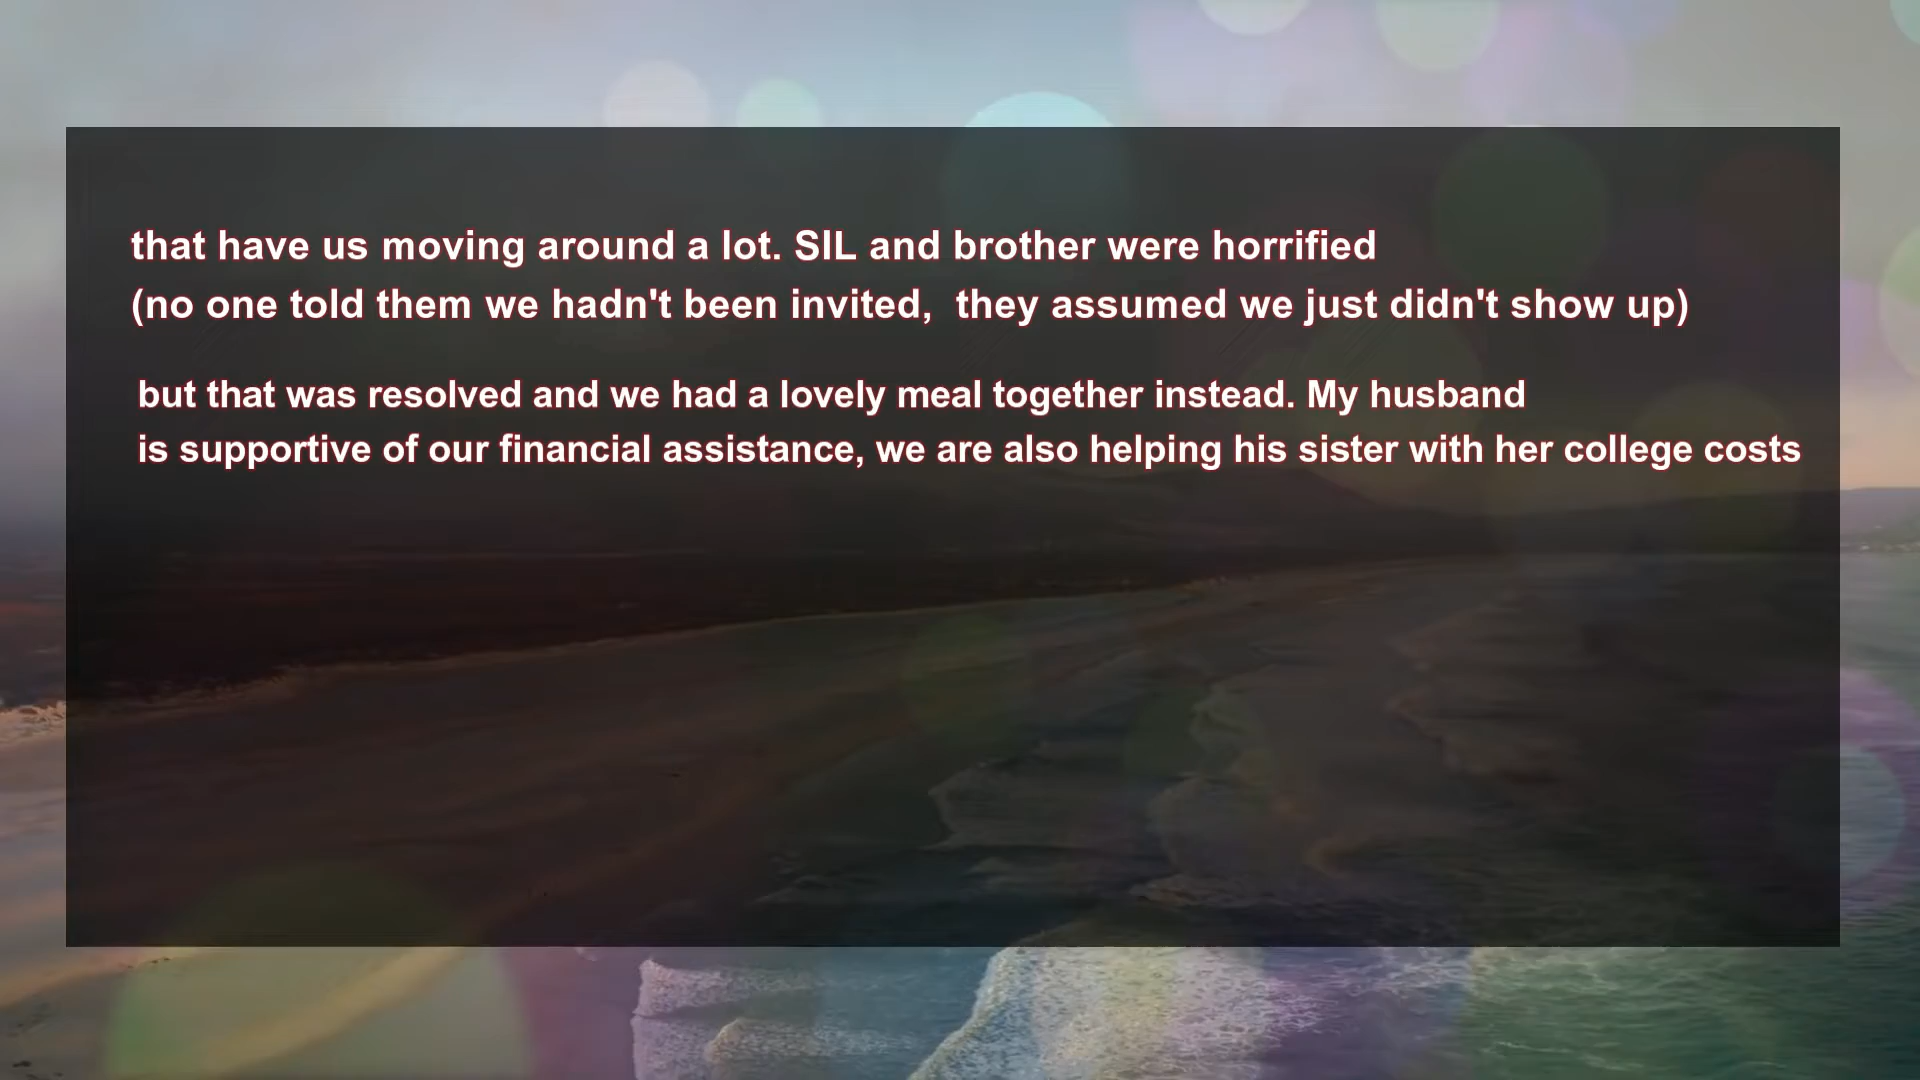 that have us moving around a lot. SIL and brother were horrified
(no one told them we hadn't been invited,  they assumed we just didn't show up)
but that was resolved and we had a lovely meal together instead. My husband
is supportive of our financial assistance, we are also helping his sister with her college costs